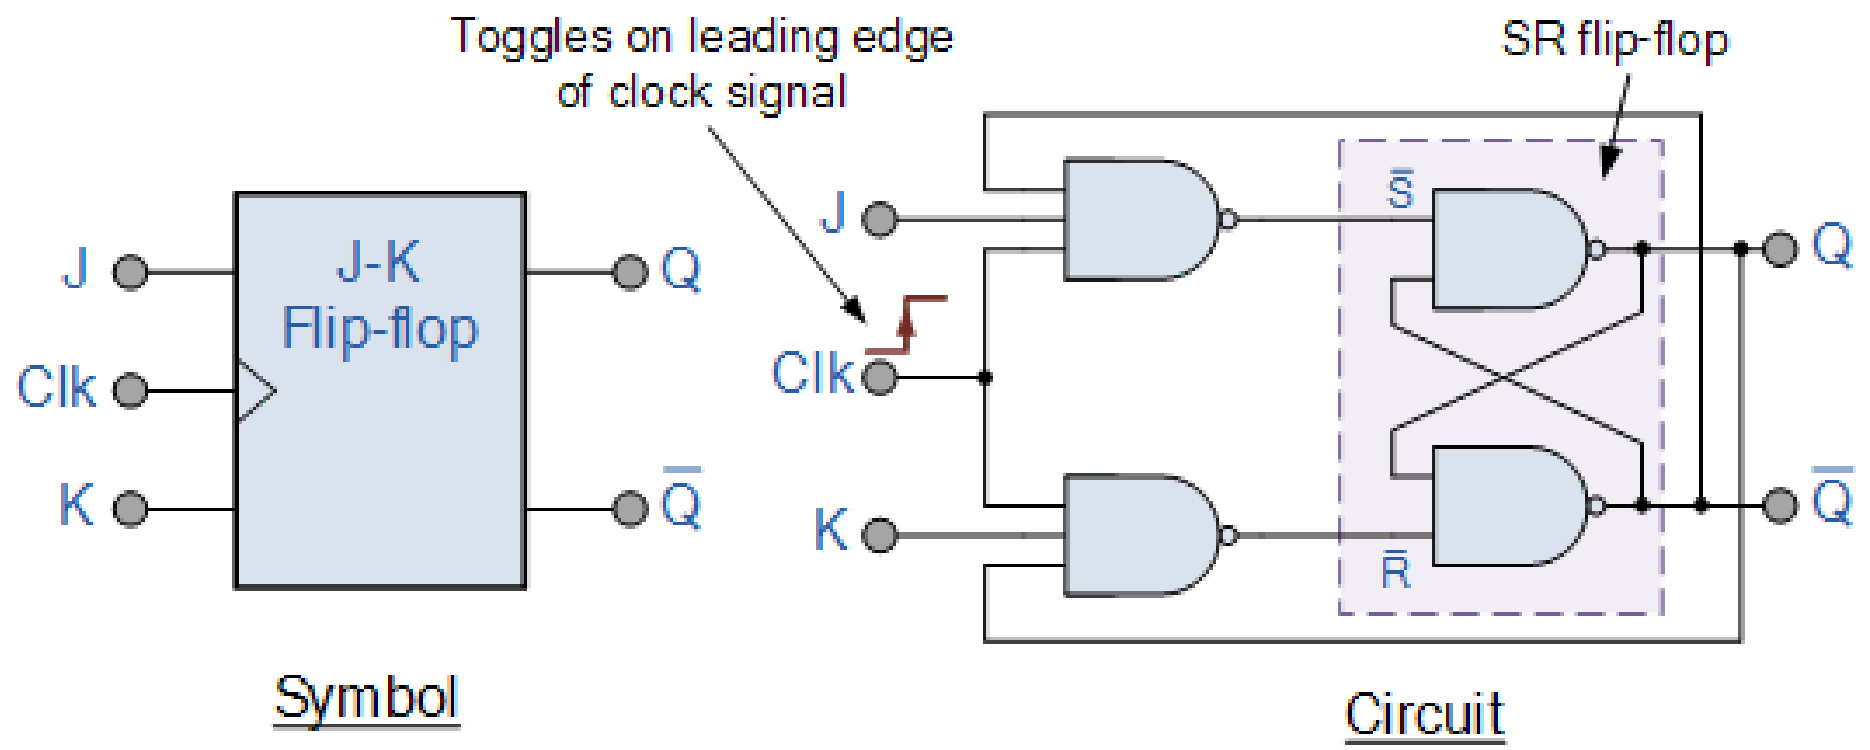 Toggles on leading edge
of clock signal
SR flip-flop
J
Clk
K
J-K
Flip-flop
Q
Q̅
Symbol
J
Clk
K
S̅
R̅
Q
Q̅
Circuit